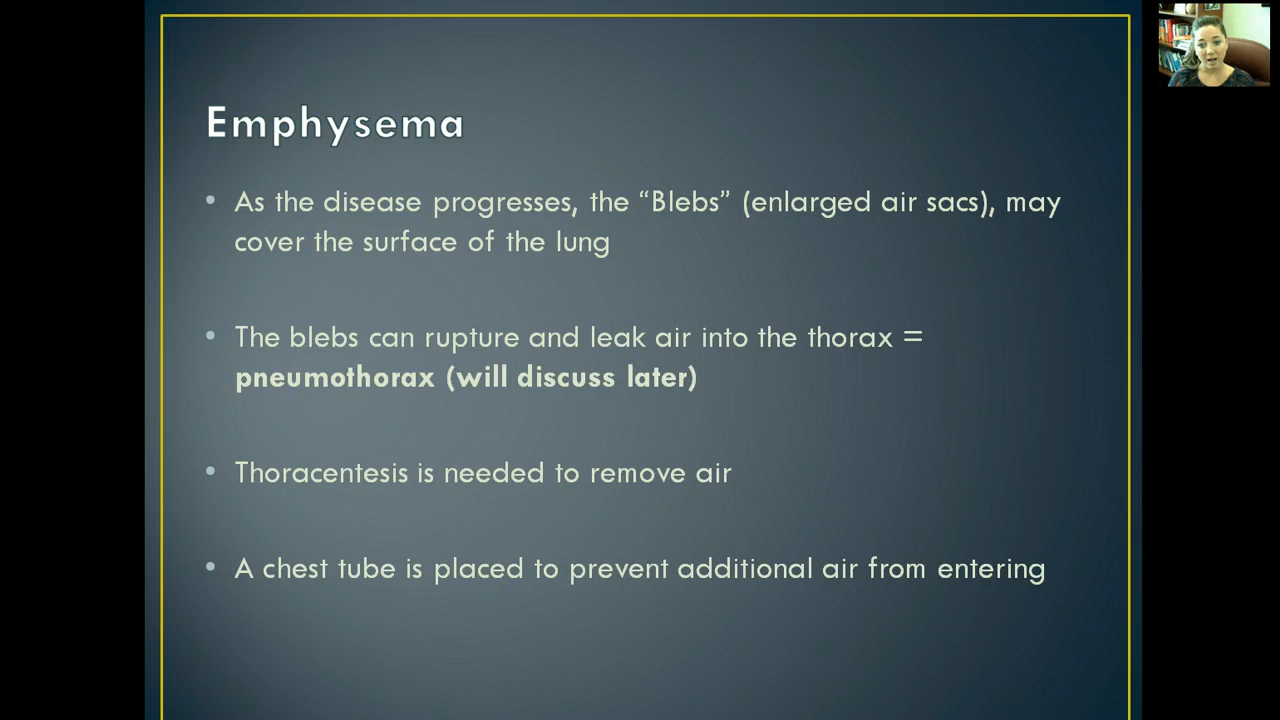 Emphysema
• As the disease progresses, the “Blebs” (enlarged air sacs), may
cover the surface of the lung
• The blebs can rupture and leak air into the thorax =
pneumothorax (will discuss later)
• Thoracentesis is needed to remove air
• A chest tube is placed to prevent additional air from entering